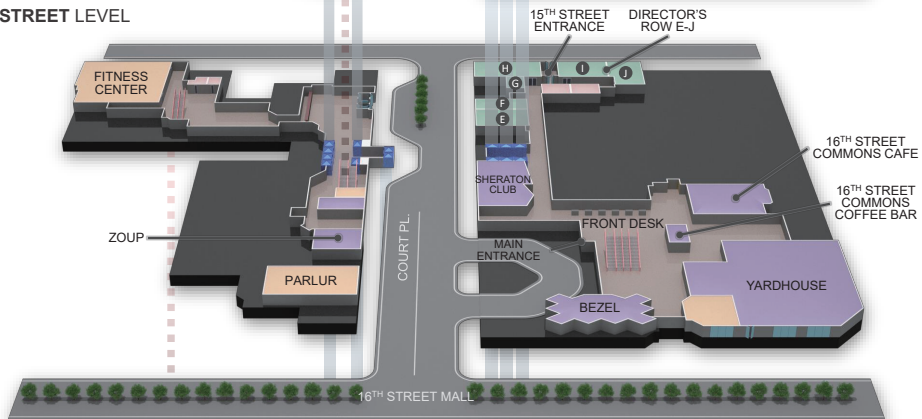 STREET LEVEL
15TH STREET
ENTRANCE
DIRECTOR'S
ROW E-J
FITNESS
CENTER
H
I
J
G
F
E
16TH STREET
COMMONS CAFE
SHERATON
CLUB
16TH STREET
COMMONS
COFFEE BAR
FRONT DESK
ZOUP
COURT PL.
MAIN
ENTRANCE
PARLUR
YARDHOUSE
BEZEL
16TH STREET MALL